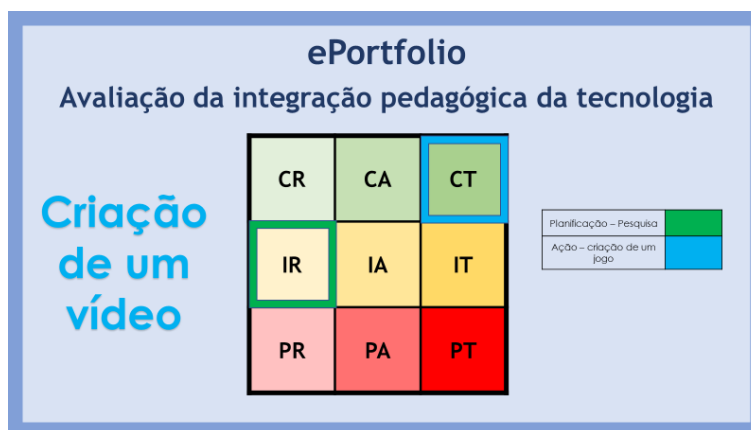 ePortfolio
Avaliação da integração pedagógica da tecnologia
Criação
de um
vídeo
CR CA CT
IR IA IT
PR PA PT
Planificação – Pesquisa
Ação – criação de um
jogo